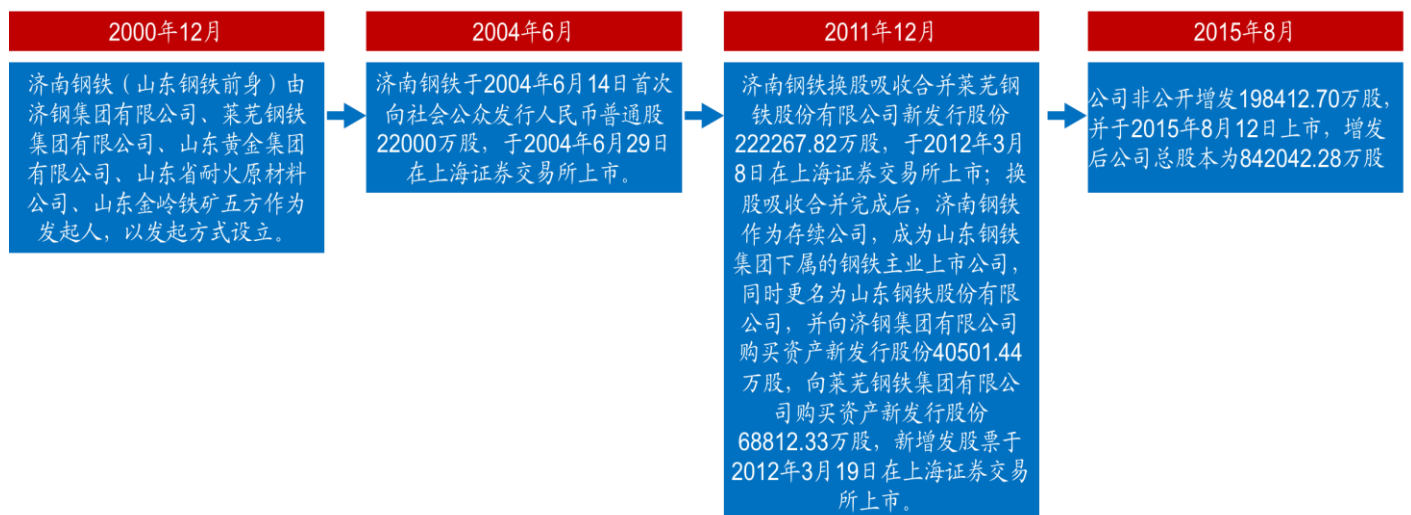 2000年12月
济南钢铁（山东钢铁前身）由
济钢集团有限公司、莱芜钢铁
集团有限公司、山东黄金集团
有限公司、山东省耐火原材料
公司、山东金岭铁矿五方作为
发起人，以发起方式设立。
2004年6月
济南钢铁于2004年6月14日首次
向社会公众发行人民币普通股
22000万股，于2004年6月29日
在上海证券交易所上市。
2011年12月
济南钢铁换股吸收合并莱芜钢
铁股份有限公司新发行股份
222267.82万股，于2012年3月
8日在上海证券交易所上市；换
股吸收合并完成后，济南钢铁
作为存续公司，成为山东钢铁
集团下属的钢铁主业上市公司，
同时更名为山东钢铁股份有限
公司，并向济钢集团有限公司
购买资产新发行股份40501.44
万股，向莱芜钢铁集团有限公
司购买资产新发行股份
68812.33万股，新增发股票于
2012年3月19日在上海证券交易
所上市。
2015年8月
公司非公开增发198412.70万股，
并于2015年8月12日上市，增发
后公司总股本为842042.28万股